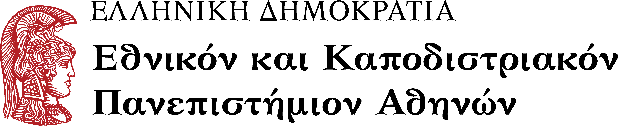 ΕΛΛΗΝΙΚΗ ΔΗΜΟΚΡΑΤΙΑ
Εθνικόν και Καποδιστριακόν
Πανεπιστήμιον Αθηνών